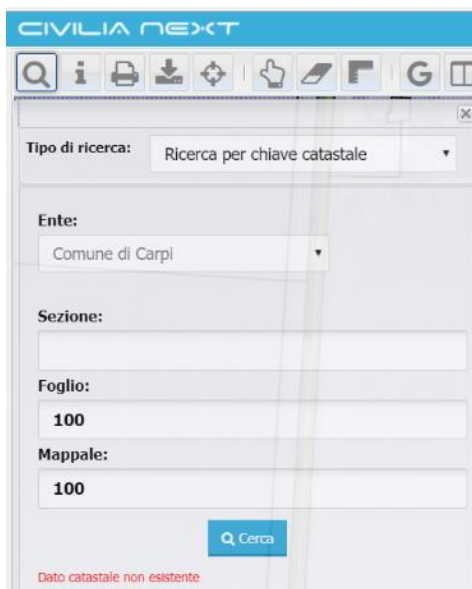 CIVILIA NEXT
G
Tipo di ricerca: Ricerca per chiave catastale
Ente:
Comune di Carpi
Sezione:
Foglio:
100
Mappale:
100
Cerca
Dato catastale non esistente